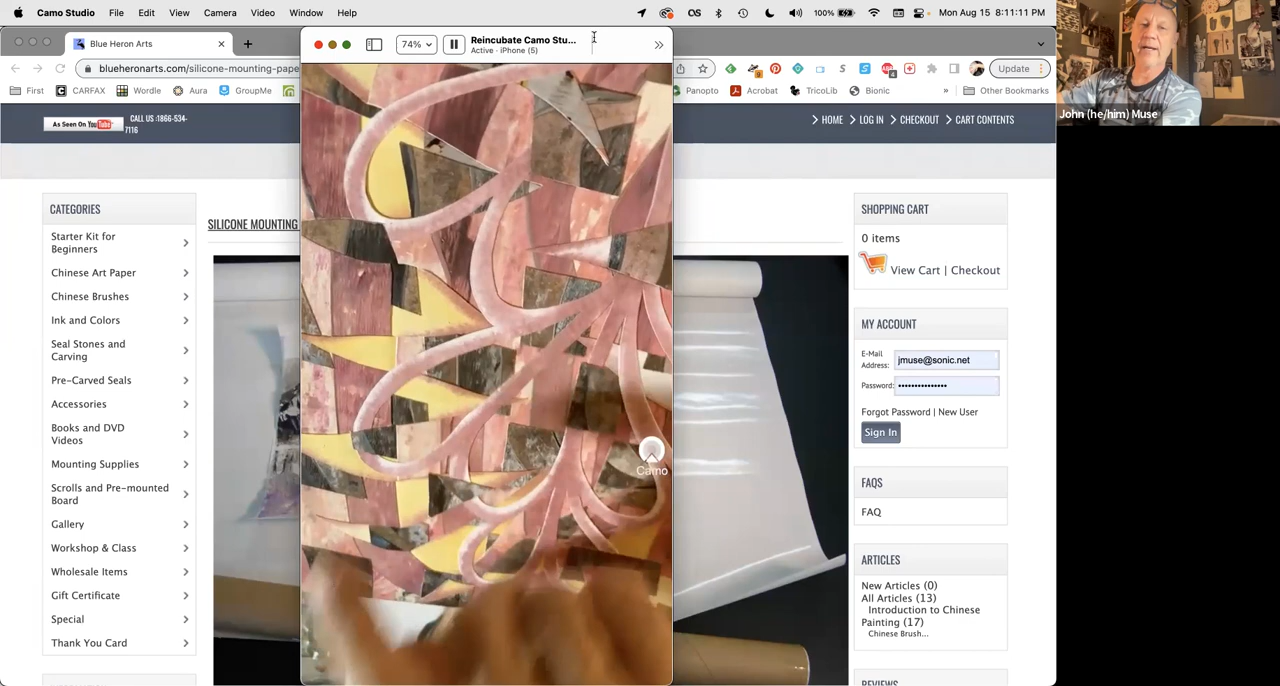 Camo Studio File Edit View Camera Video Window Help
100% Mon Aug 15 8:11:11 PM
Blue Heron Arts
74%
Reincubate Camo Stu...
Active - iPhone (5)
blueheronarts.com/silicone-mounting-pape
Update
First CARFAX Wordle Aura GroupMe
Panopto Acrobat TricoLib Bionic » Other Bookmarks
As Seen On YouTube
CALL US :1866-534-
7116
HOME LOG IN CHECKOUT CART CONTENTS
John (he/him) Muse
CATEGORIES
Starter Kit for
Beginners
Chinese Art Paper
Chinese Brushes
Ink and Colors
Seal Stones and
Carving
Pre-Carved Seals
Accessories
Books and DVD
Videos
Mounting Supplies
Scrolls and Pre-mounted
Board
Gallery
Workshop & Class
Wholesale Items
Gift Certificate
Special
Thank You Card
SILICONE MOUNTING
Camo
SHOPPING CART
0 items
View Cart | Checkout
MY ACCOUNT
E-Mail
Address:
jmuse@sonic.net
Password:
Forgot Password | New User
Sign In
FAQS
FAQ
ARTICLES
New Articles (0)
All Articles (13)
Introduction to Chinese
Painting (17)
Chinese Brush...
REVIEWS